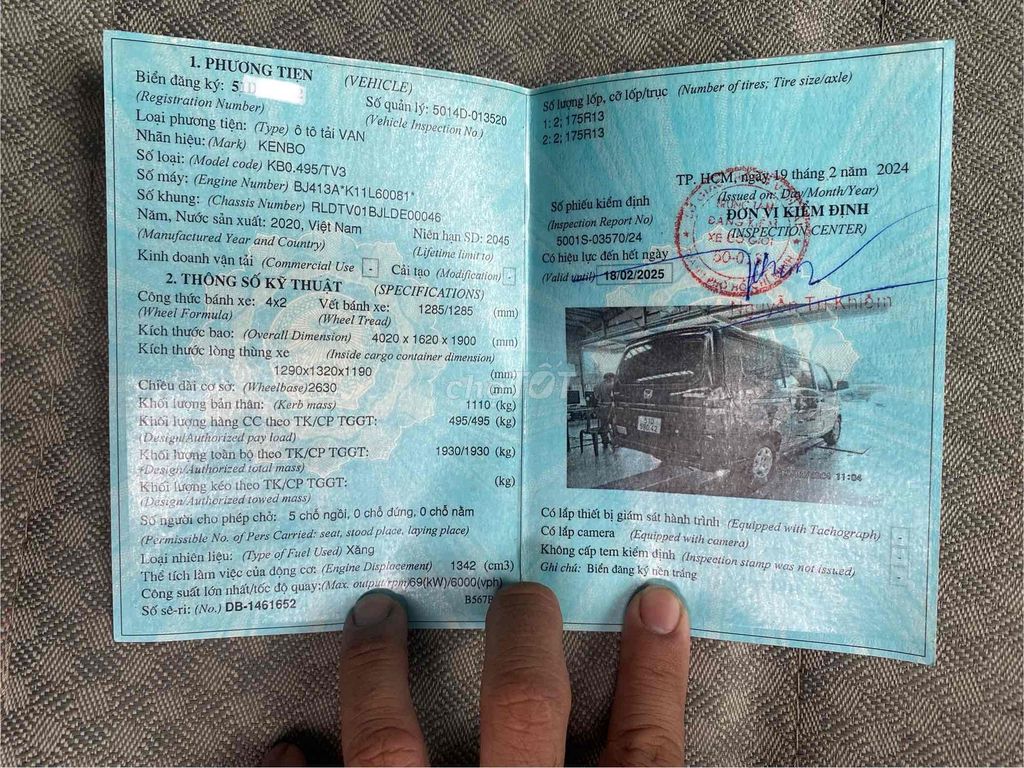 1. PHƯƠNG TIỆN (VEHICLE)
Biển đăng ký: 51D
(Registration Number)
Số quản lý: 5014D-013520
(Vehicle Inspection No)
Loại phương tiện: (Type) ô tô tải VAN
Nhãn hiệu: (Mark) KENBO
Số loại: (Model code) KB0.495/TV3
Số máy: (Engine Number) BJ413A*K11L60081*
Số khung: (Chassis Number) RLDTV01BJLDE00046
Năm, Nước sản xuất: 2020, Việt Nam
(Manufactured Year and Country)
Niên hạn SD: 2045
(Lifetime limit to)
Kinh doanh vận tải (Commercial Use - Cải tạo (Modification) -
2. THÔNG SỐ KỸ THUẬT (SPECIFICATIONS)
Công thức bánh xe: 4x2 Vết bánh xe: 1285/1285 (mm)
(Wheel Formula) (Wheel Tread)
Kích thước bao: (Overall Dimension) 4020 x 1620 x 1900 (mm)
Kích thước lòng thùng xe (Inside cargo container dimension)
1290x1320x1190 (mm)
Chiều dài cơ sở: (Wheelbase)2630 (mm)
Khối lượng bản thân: (Kerb mass) 1110 (kg)
Khối lượng hàng CC theo TK/CP TGGT: 495/495 (kg)
(Design/Authorized pay load)
Khối lượng toàn bộ theo TK/CP TGGT: 1930/1930 (kg)
(Design/Authorized total mass)
Khối lượng kéo theo TK/CP TGGT: (kg)
(Design/Authorized towed mass)
Số người cho phép chở: 5 chỗ ngồi, 0 chỗ đứng, 0 chỗ nằm
(Permissible No. of Pers Carried: seat, stood place, laying place)
Loại nhiên liệu: (Type of Fuel Used) Xăng
Thể tích làm việc của động cơ: (Engine Displacement) 1342 (cm3)
Công suất lớn nhất/tốc độ quay:(Max. output/rpm)69(kW)/6000(vph)
Số sê-ri: (No.) DB-1461652
Số lượng lốp, cỡ lốp/trục (Number of tires; Tire size/axle)
1: 2; 175R13
2: 2; 175R13
TP. HCM, ngày 19 tháng 2 năm 2024
(Issued on: Day/Month/Year)
Số phiếu kiểm định
(Inspection Report No)
5001S-03570/24
ĐƠN VỊ KIỂM ĐỊNH
(INSPECTION CENTER)
TRUNG TÂM
ĐĂNG KIỂM
XE CƠ GIỚI
Có hiệu lực đến hết ngày
(Valid until) 18/02/2025
chợTỐT
11:04
Có lắp thiết bị giám sát hành trình (Equipped with Tachograph) -
Có lắp camera (Equipped with camera) -
Không cấp tem kiểm định (Inspection stamp was not issued) -
Ghi chú: Biển đăng ký nền trắng